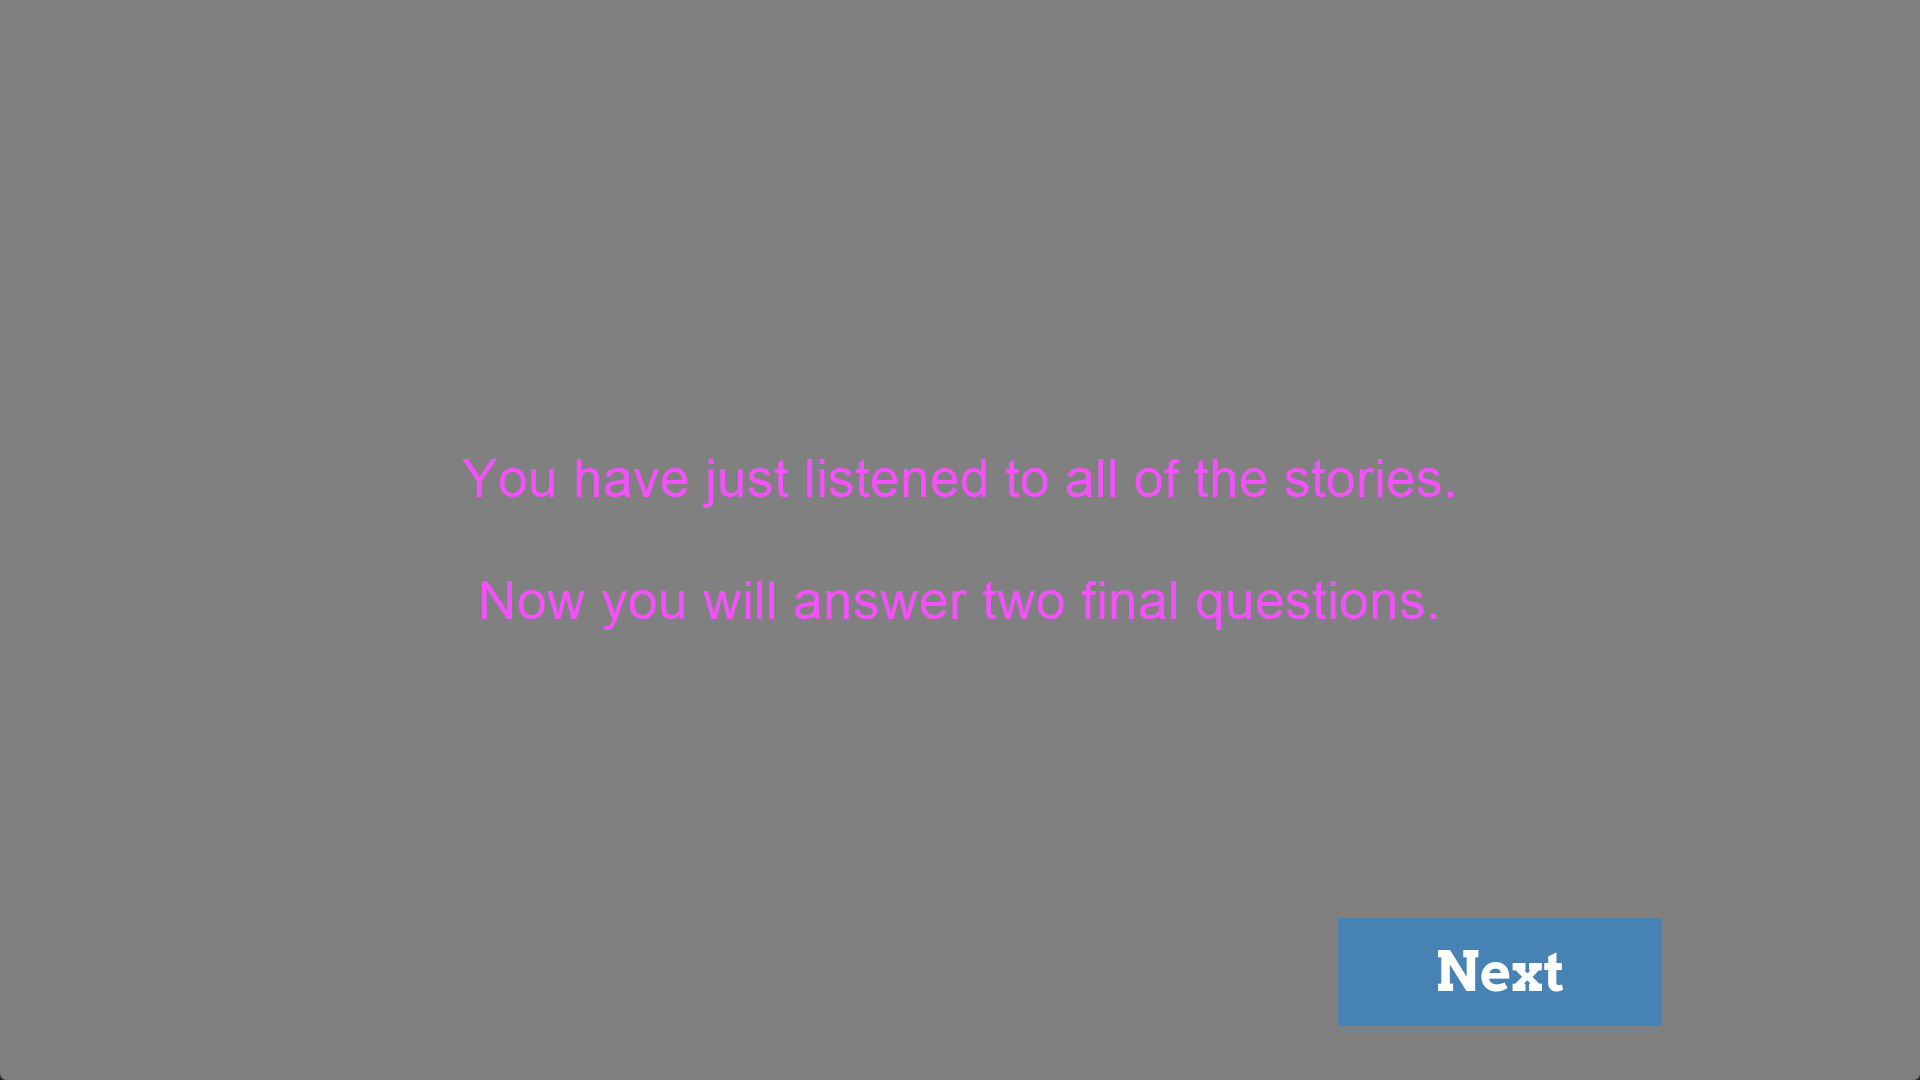 You have just listened to all of the stories.
Now you will answer two final questions.
Next